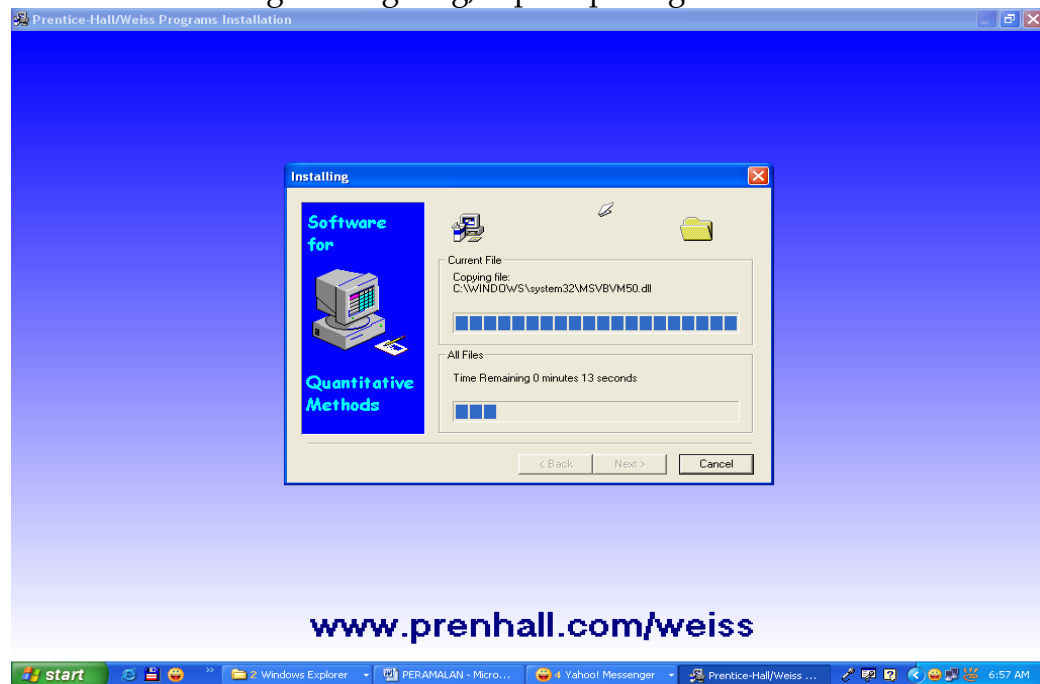 Prentice-Hall/Weiss Programs Installation
Installing
Software
for
Quantitative
Methods
Current File
Copying file:
C:\WINDOWS\system32\MSVBVM50.dll
All Files
Time Remaining 0 minutes 13 seconds
< Back
Next >
Cancel
www.prenhall.com/weiss
start
2 Windows Explorer
PERAMALAN - Micro...
4 Yahoo! Messenger
Prentice-Hall/Weiss ...
6:57 AM